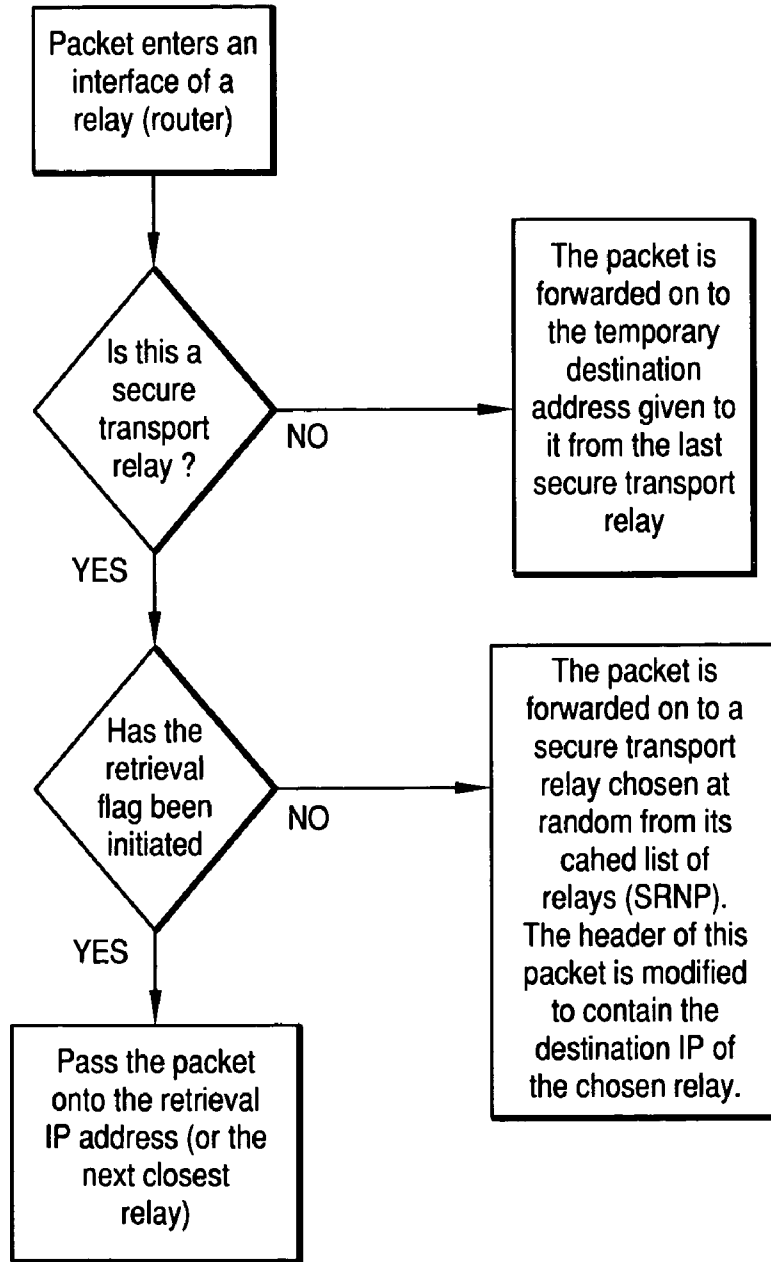 Packet enters an
interface of a
relay (router)
Is this a
secure
transport
relay ?
NO
The packet is
forwarded on to
the temporary
destination
address given to
it from the last
secure transport
relay
YES
Has the
retrieval
flag been
initiated
NO
The packet is
forwarded on to a
secure transport
relay chosen at
random from its
cahed list of
relays (SRNP).
The header of this
packet is modified
to contain the
destination IP of
the chosen relay.
YES
Pass the packet
onto the retrieval
IP address (or the
next closest
relay)